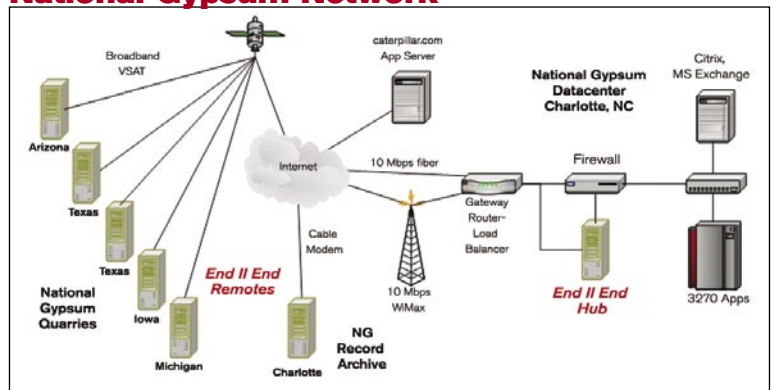 National Gypsum Network
Broadband
VSAT
caterpillar.com
App Server
National Gypsum
Datacenter
Charlotte, NC
Citrix,
MS Exchange
Arizona
Texas
Texas
Iowa
Michigan
National
Gypsum
Quarries
End II End
Remotes
Internet
10 Mbps fiber
Cable
Modem
Charlotte
NG
Record
Archive
10 Mbps
WiMax
Gateway
Router-
Load
Balancer
Firewall
End II End
Hub
3270 Apps